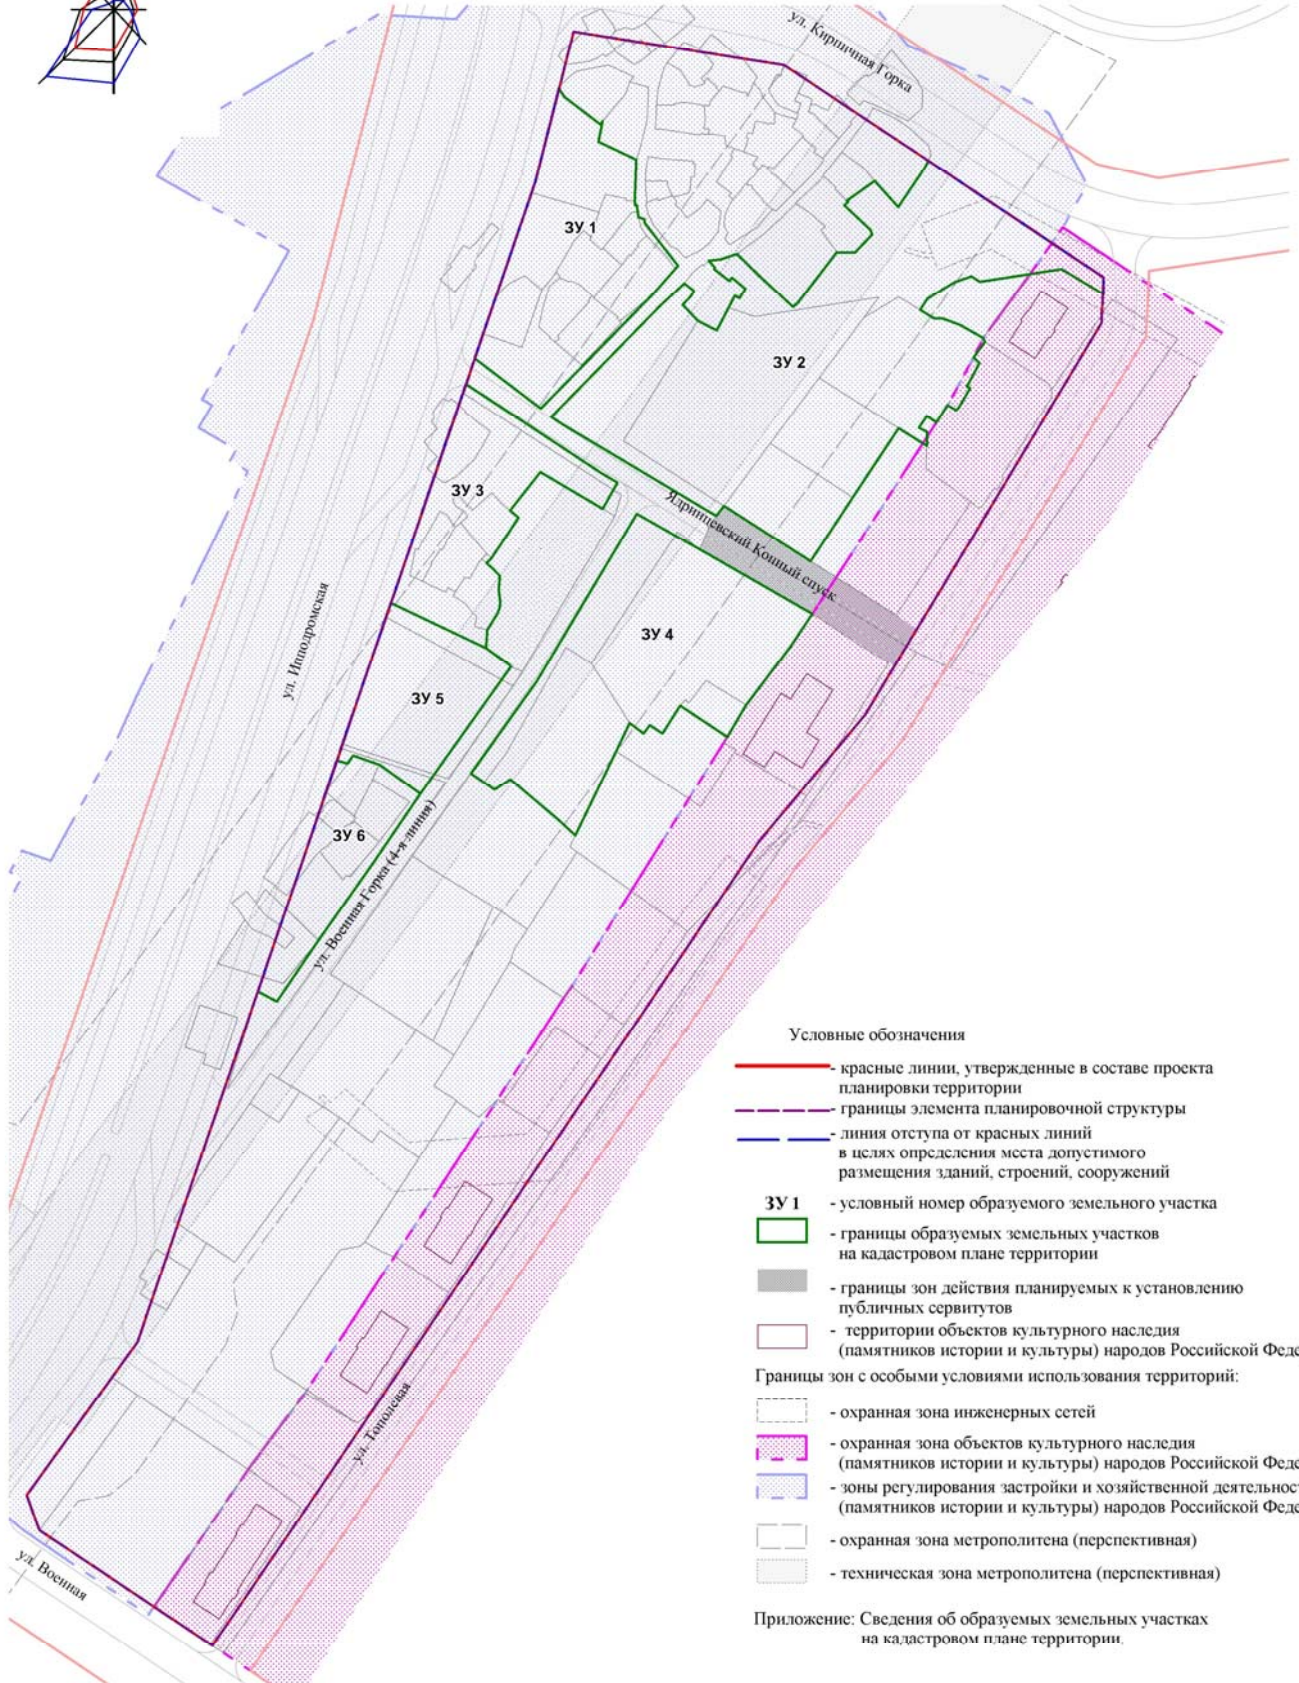 ул. Кирпичная Горка
ЗУ 1
ЗУ 2
ЗУ 3
Ядринцевский Конный спуск
ул. Ипподромская
ЗУ 4
ЗУ 5
ЗУ 6
ул. Военная Горка (4-я линия)
ул. Тополевая
ул. Военная
Условные обозначения
- красные линии, утвержденные в составе проекта
планировки территории
- границы элемента планировочной структуры
- линия отступа от красных линий
в целях определения места допустимого
размещения зданий, строений, сооружений
ЗУ 1 - условный номер образуемого земельного участка
- границы образуемых земельных участков
на кадастровом плане территории
- границы зон действия планируемых к установлению
публичных сервитутов
- территории объектов культурного наследия
(памятников истории и культуры) народов Российской Феде
Границы зон с особыми условиями использования территорий:
- охранная зона инженерных сетей
- охранная зона объектов культурного наследия
(памятников истории и культуры) народов Российской Феде
- зоны регулирования застройки и хозяйственной деятельнос
(памятников истории и культуры) народов Российской Феде
- охранная зона метрополитена (перспективная)
- техническая зона метрополитена (перспективная)
Приложение: Сведения об образуемых земельных участках
на кадастровом плане территории.